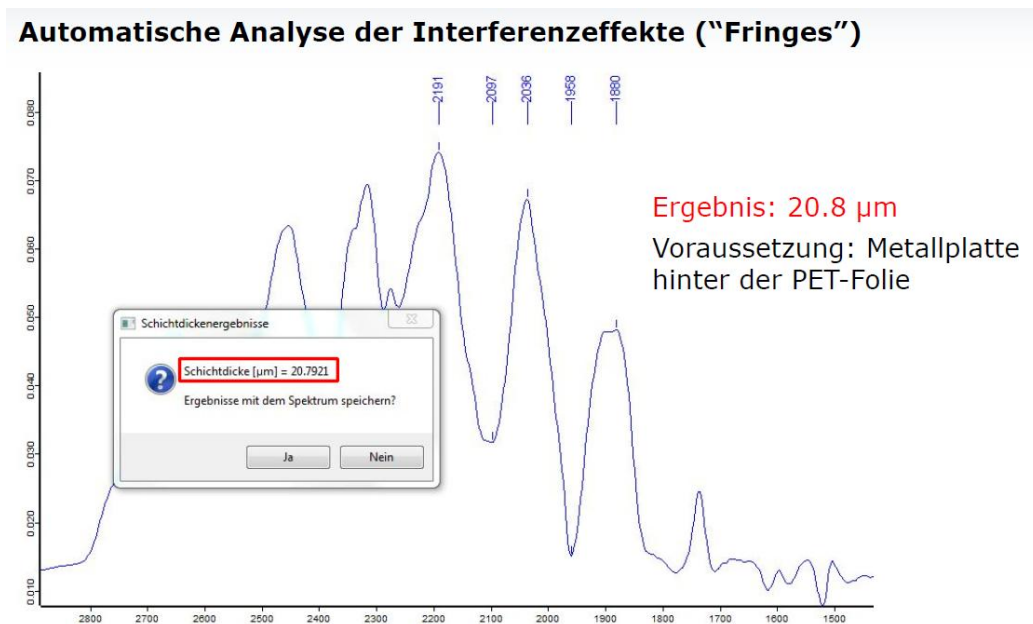 Automatische Analyse der Interferenzeffekte (“Fringes”)
2191
2097
2036
1958
1880
0.080
0.070
0.060
0.050
0.040
0.030
0.020
0.010
Ergebnis: 20.8 µm
Voraussetzung: Metallplatte
hinter der PET-Folie
Schichtdickenergebnisse
Schichtdicke [µm] = 20.7921
Ergebnisse mit dem Spektrum speichern?
Ja Nein
2800 2700 2600 2500 2400 2300 2200 2100 2000 1900 1800 1700 1600 1500